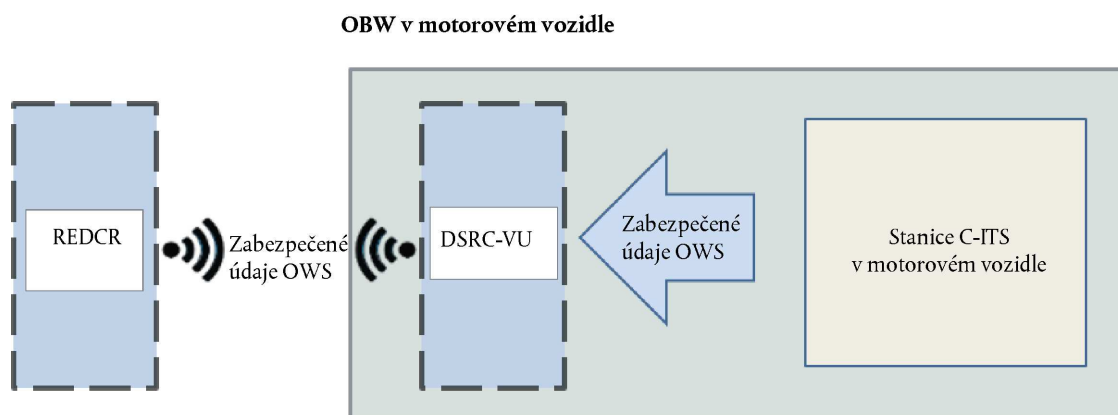 OBW v motorovém vozidle
REDCR
Zabezpečené
údaje OWS
DSRC-VU
Zabezpečené
údaje OWS
Stanice C-ITS
v motorovém vozidle